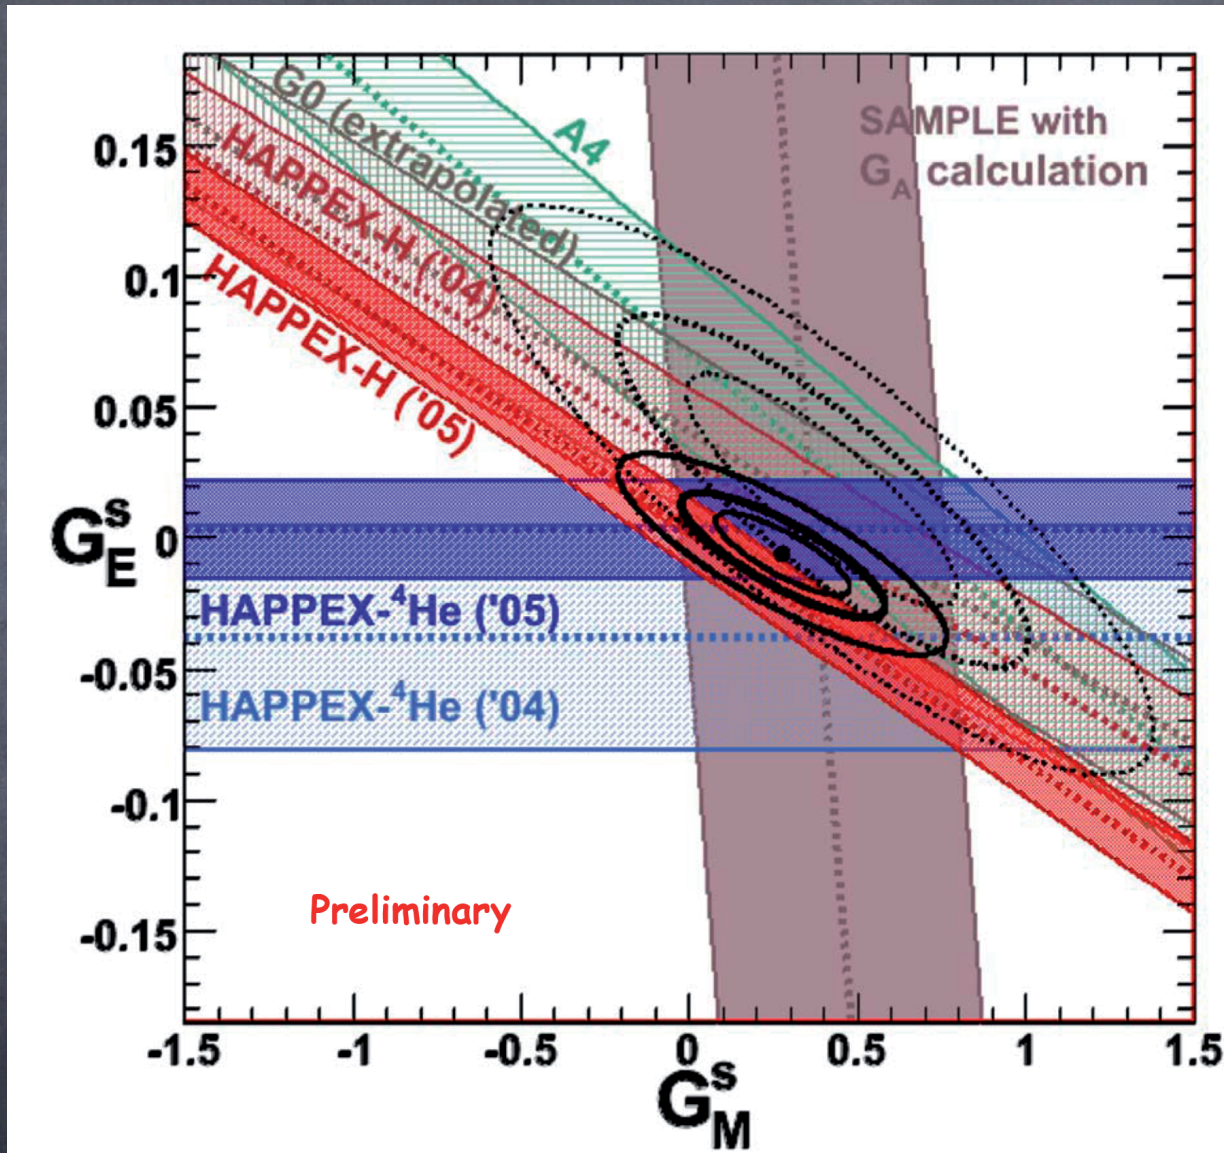 G0 (extrapolated)
A4
SAMPLE with
G_A calculation
HAPPEX-H ('04)
HAPPEX-H ('05)
0.15
0.1
0.05
0
-0.05
-0.1
-0.15
G^s_E
HAPPEX-⁴He ('05)
HAPPEX-⁴He ('04)
Preliminary
-1.5 -1 -0.5 0 0.5 1 1.5
G^s_M